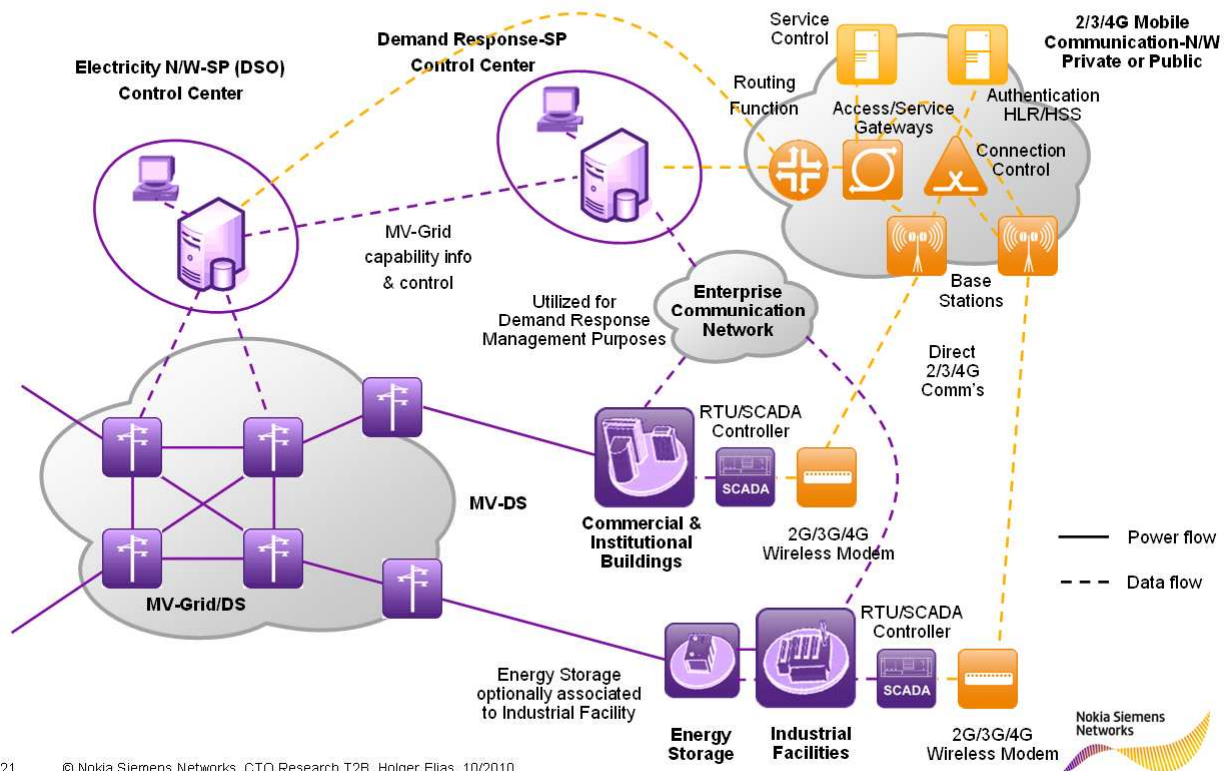 Electricity N/W-SP (DSO)
Control Center
Demand Response-SP
Control Center
Service
Control
2/3/4G Mobile
Communication-N/W
Private or Public
Routing
Function
Access/Service
Gateways
Authentication
HLR/HSS
Connection
Control
MV-Grid
capability info
& control
Utilized for
Demand Response
Management Purposes
Enterprise
Communication
Network
Base
Stations
Direct
2/3/4G
Comm's
RTU/SCADA
Controller
SCADA
MV-DS
Commercial &
Institutional
Buildings
2G/3G/4G
Wireless Modem
Power flow
Data flow
MV-Grid/DS
RTU/SCADA
Controller
SCADA
Energy Storage
optionally associated
to Industrial Facility
Energy
Storage
Industrial
Facilities
2G/3G/4G
Wireless Modem
Nokia Siemens
Networks
21 © Nokia Siemens Networks CTO Research T2B, Holger Elias, 10/2010